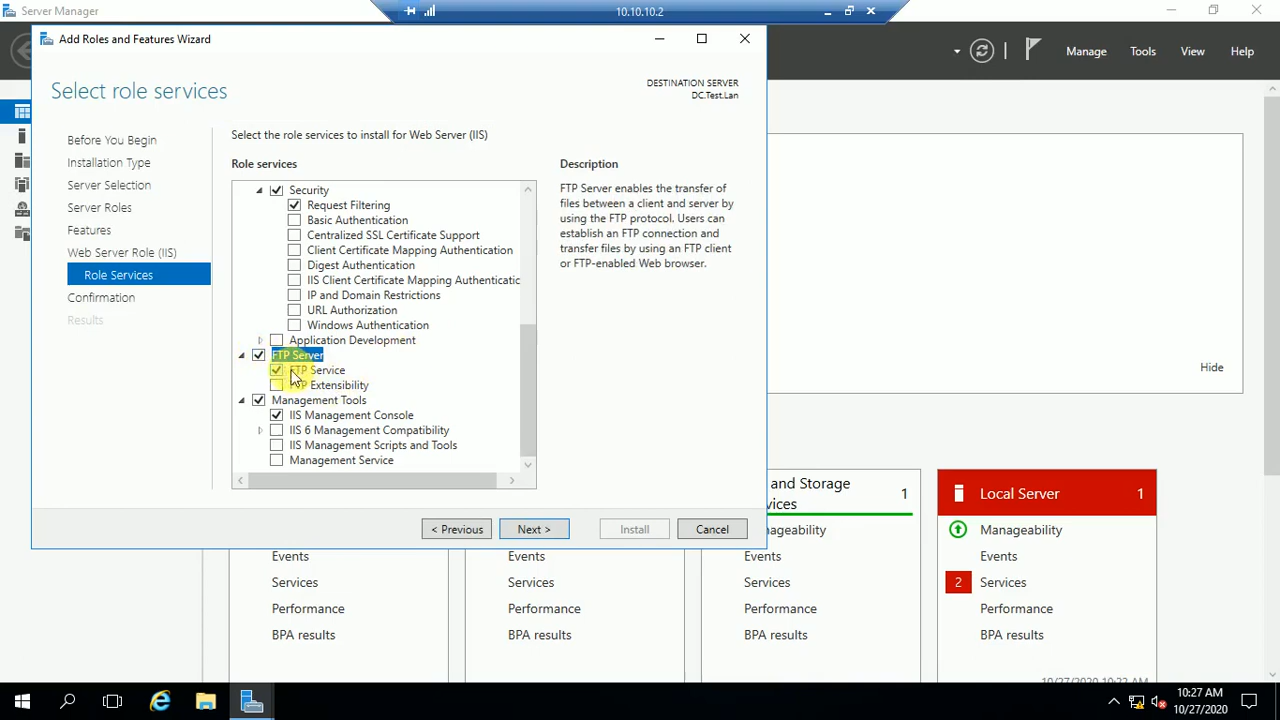 Server Manager
10.10.10.2
Add Roles and Features Wizard
Manage
Tools
View
Help
Select role services
DESTINATION SERVER
DC.Test.Lan
Before You Begin
Installation Type
Server Selection
Server Roles
Features
Web Server Role (IIS)
Role Services
Confirmation
Results
Select the role services to install for Web Server (IIS)
Role services
Security
Request Filtering
Basic Authentication
Centralized SSL Certificate Support
Client Certificate Mapping Authentication
Digest Authentication
IIS Client Certificate Mapping Authenticatic
IP and Domain Restrictions
URL Authorization
Windows Authentication
Application Development
FTP Server
FTP Service
Extensibility
Management Tools
IIS Management Console
IIS 6 Management Compatibility
IIS Management Scripts and Tools
Management Service
Description
FTP Server enables the transfer of
files between a client and server by
using the FTP protocol. Users can
establish an FTP connection and
transfer files by using an FTP client
or FTP-enabled Web browser.
< Previous
Next >
Install
Cancel
Hide
Events
Services
Performance
BPA results
Events
Services
Performance
BPA results
and Storage
vices
1
anageability
Events
Services
Performance
BPA results
Local Server
1
Manageability
Events
2
Services
Performance
BPA results
10/27/2020 10:22 AM
10:27 AM
10/27/2020